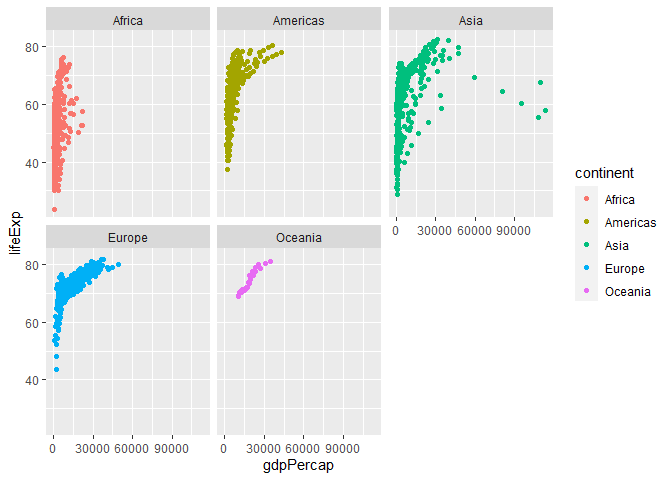 Africa Americas Asia
80
60
40
0 30000 60000 90000
Europe Oceania
80
60
40
0 30000 60000 90000 0 30000 60000 90000
gdpPercap
lifeExp
continent
Africa
Americas
Asia
Europe
Oceania